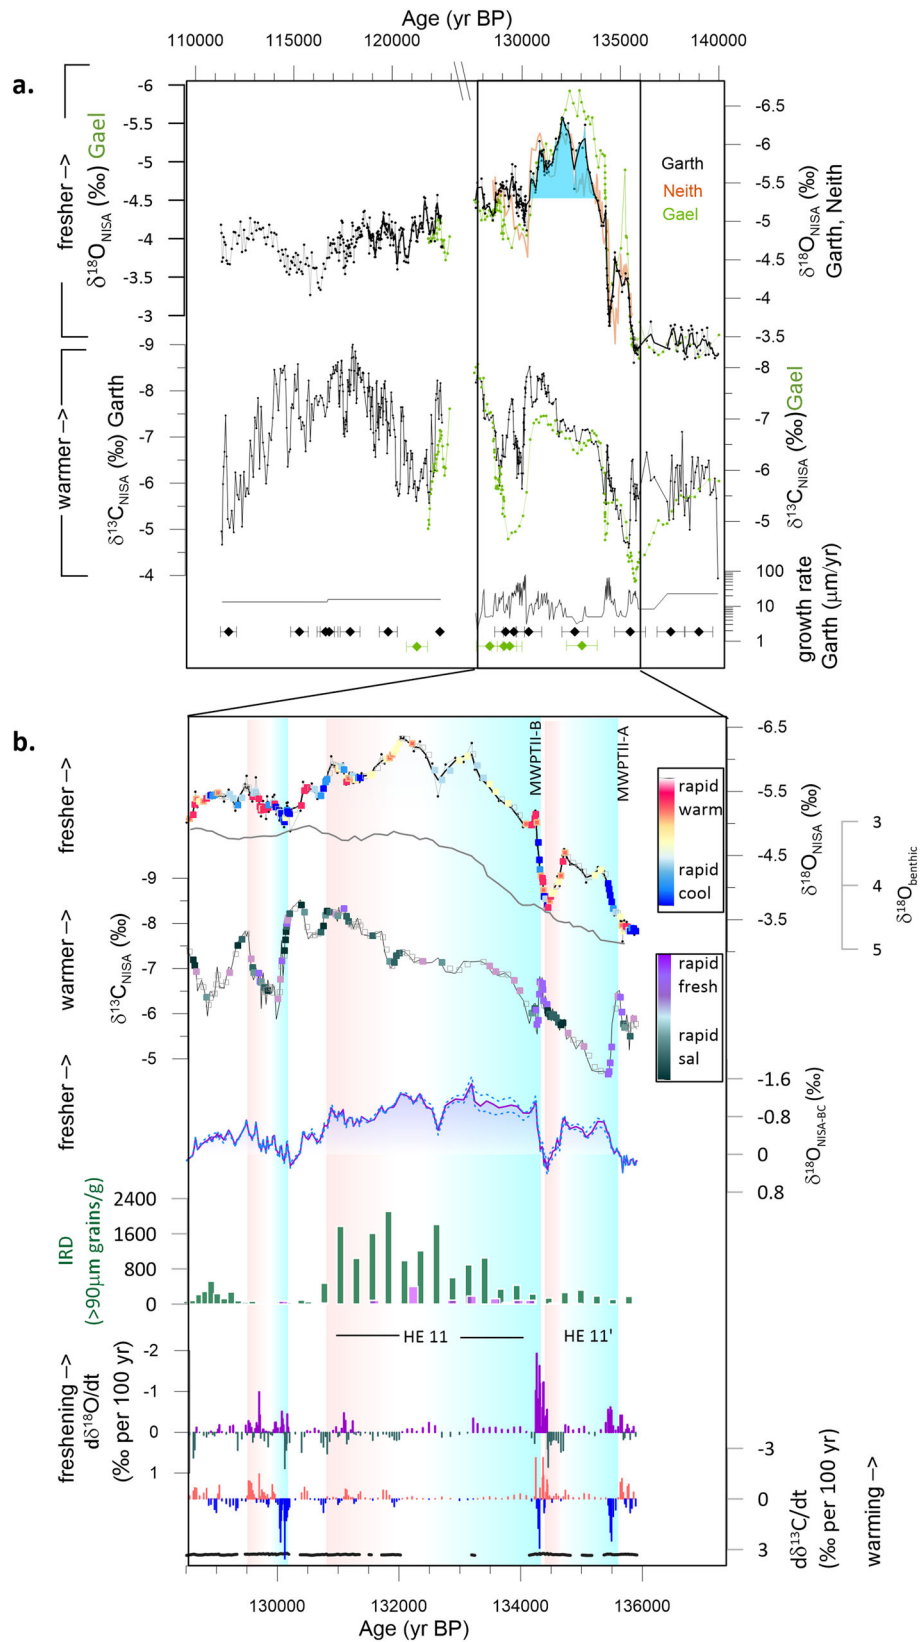 Age (yr BP)
110000 115000 120000 130000 135000 140000
a.
fresher –>
δ18ONISA (‰) Gael
-6
-5.5
-5
-4.5
-4
-3.5
-3
-6.5
-6
-5.5
-5
-4.5
-4
-3.5
δ18ONISA (‰)
Garth, Neith
Garth
Neith
Gael
warmer –>
δ13CNISA (‰) Garth
-9
-8
-7
-6
-5
-4
-8
-7
-6
-5
δ13CNISA (‰) Gael
100
10
1
growth rate
Garth (μm/yr)
b.
MWPTII-B
MWPTII-A
fresher –>
-6.5
-5.5
-4.5
-3.5
δ18ONISA (‰)
3
4
5
δ18Obenthic
rapid
warm
rapid
cool
warmer –>
δ13CNISA (‰)
-9
-8
-7
-6
-5
rapid
fresh
rapid
sal
fresher –>
-1.6
-0.8
0
0.8
δ18ONISA-BC (‰)
IRD
(>90μm grains/g)
2400
1600
800
0
HE 11
HE 11'
freshening –>
dδ18O/dt
(‰ per 100 yr)
-2
-1
0
1
-3
0
3
dδ13C/dt
(‰ per 100 yr)
warming –>
130000 132000 134000 136000
Age (yr BP)